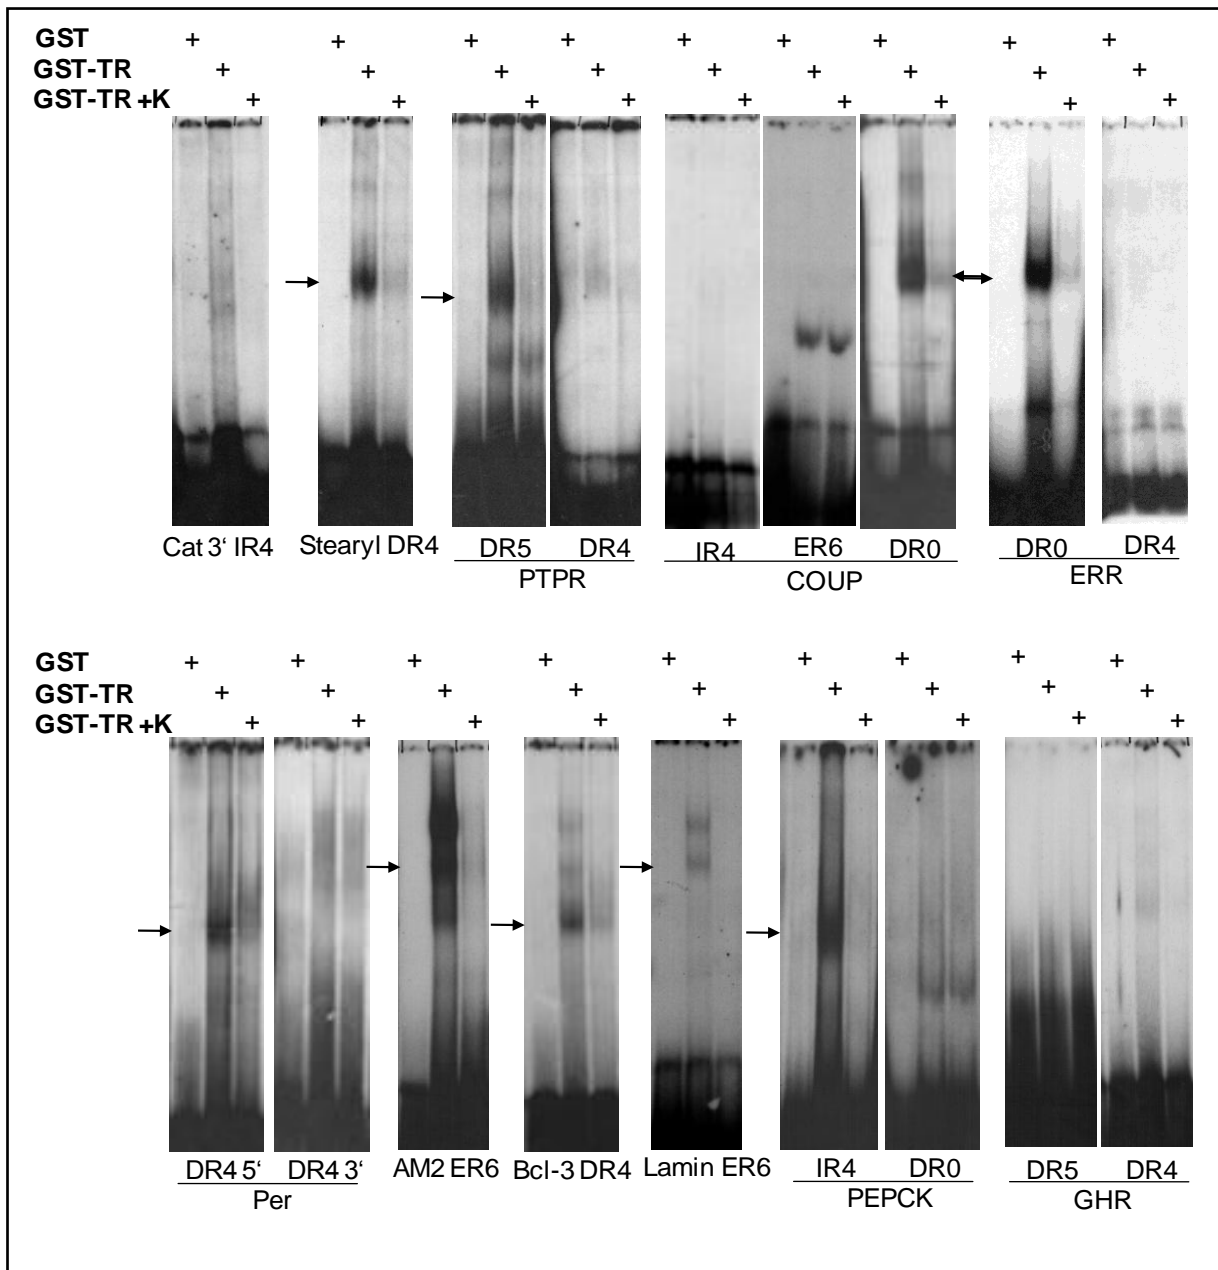 GST + + + + + + + + +
GST-TR + + + + + + + + +
GST-TR +K + + + + + + + + +
Cat 3‘ IR4 Stearyl DR4 DR5 DR4 IR4 ER6 DR0 DR0 DR4
PTPR COUP ERR
GST + + + + + + + + +
GST-TR + + + + + + + + +
GST-TR +K + + + + + + + + +
DR4 5‘ DR4 3‘ AM2 ER6 Bcl-3 DR4 Lamin ER6 IR4 DR0 DR5 DR4
Per PEPCK GHR